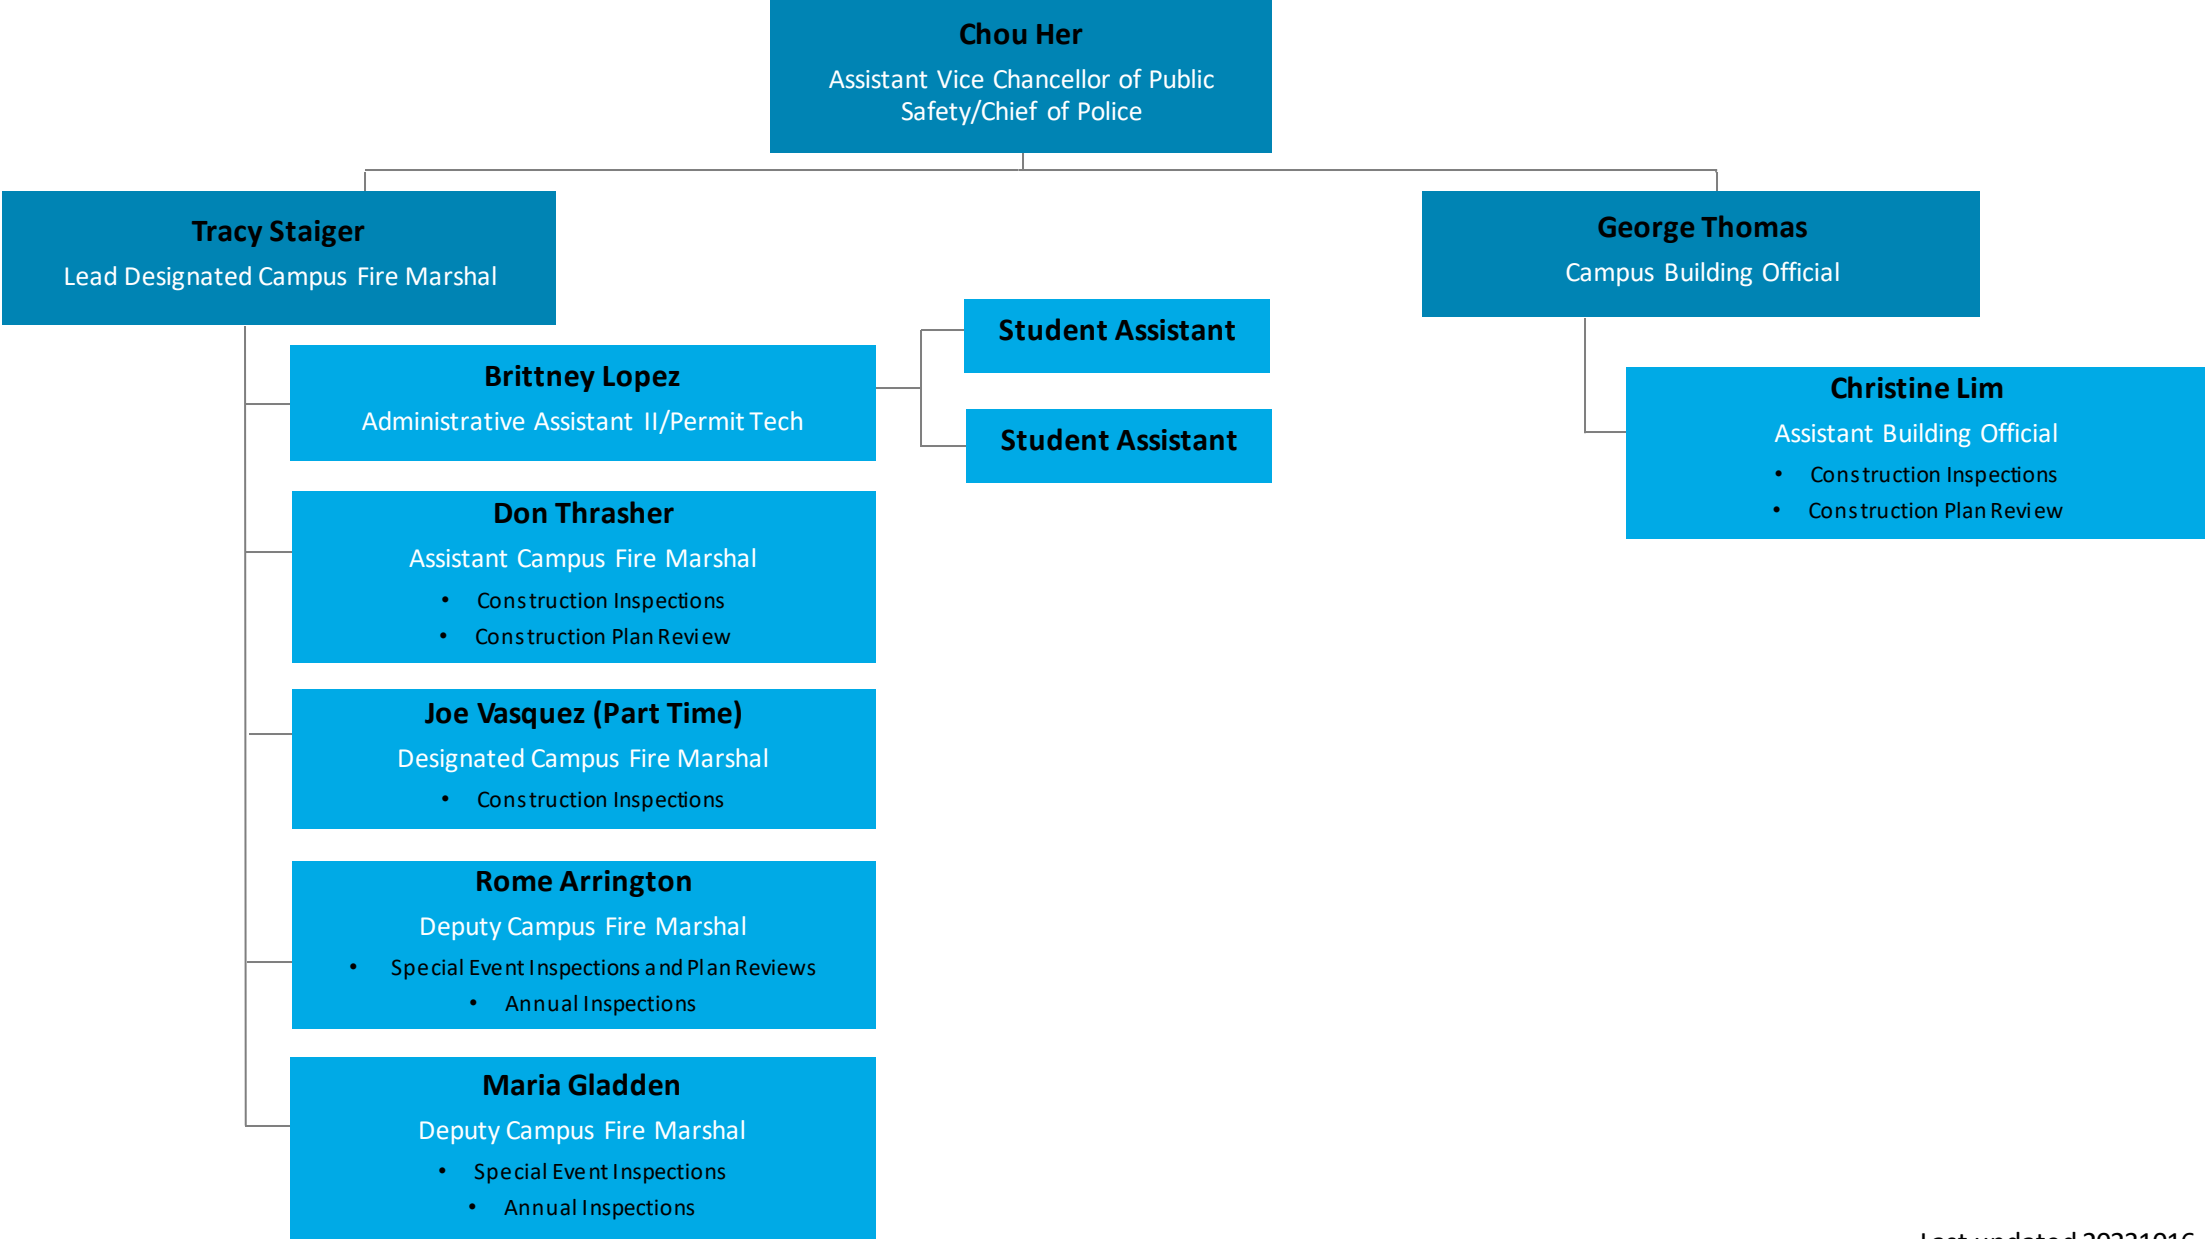 Chou Her
Assistant Vice Chancellor of Public
Safety/Chief of Police
Tracy Staiger
Lead Designated Campus Fire Marshal
George Thomas
Campus Building Official
Brittney Lopez
Administrative Assistant II/Permit Tech
Student Assistant
Student Assistant
Christine Lim
Assistant Building Official
• Construction Inspections
• Construction Plan Review
Don Thrasher
Assistant Campus Fire Marshal
• Construction Inspections
• Construction Plan Review
Joe Vasquez (Part Time)
Designated Campus Fire Marshal
• Construction Inspections
Rome Arrington
Deputy Campus Fire Marshal
• Special Event Inspections and Plan Reviews
• Annual Inspections
Maria Gladden
Deputy Campus Fire Marshal
• Special Event Inspections
• Annual Inspections
Last updated